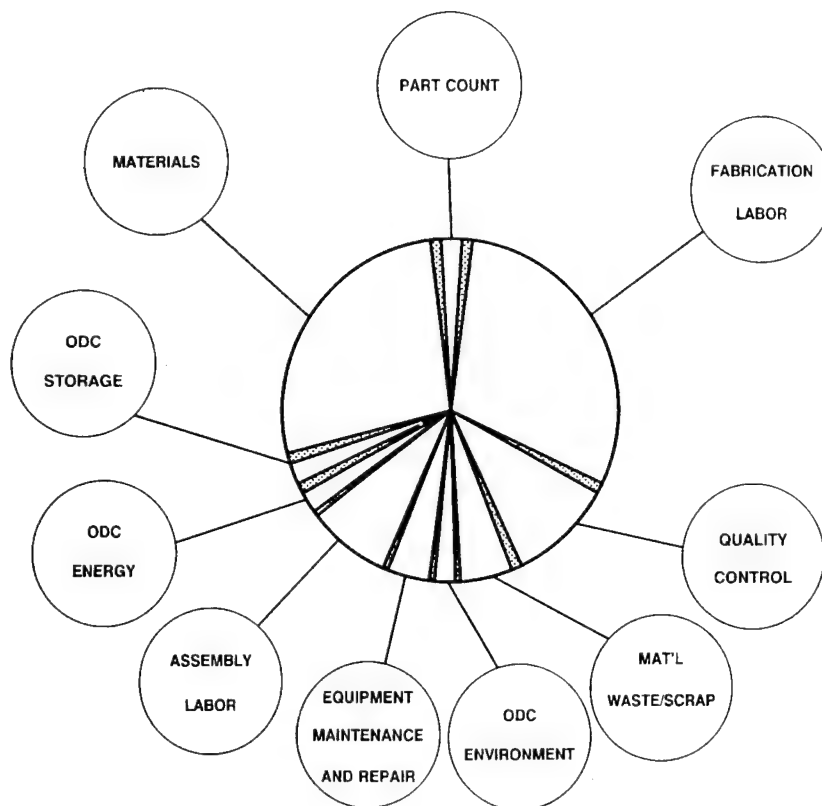 PART COUNT
MATERIALS
FABRICATION
LABOR
ODC
STORAGE
ODC
ENERGY
QUALITY
CONTROL
ASSEMBLY
LABOR
EQUIPMENT
MAINTENANCE
AND REPAIR
ODC
ENVIRONMENT
MAT'L
WASTE/SCRAP